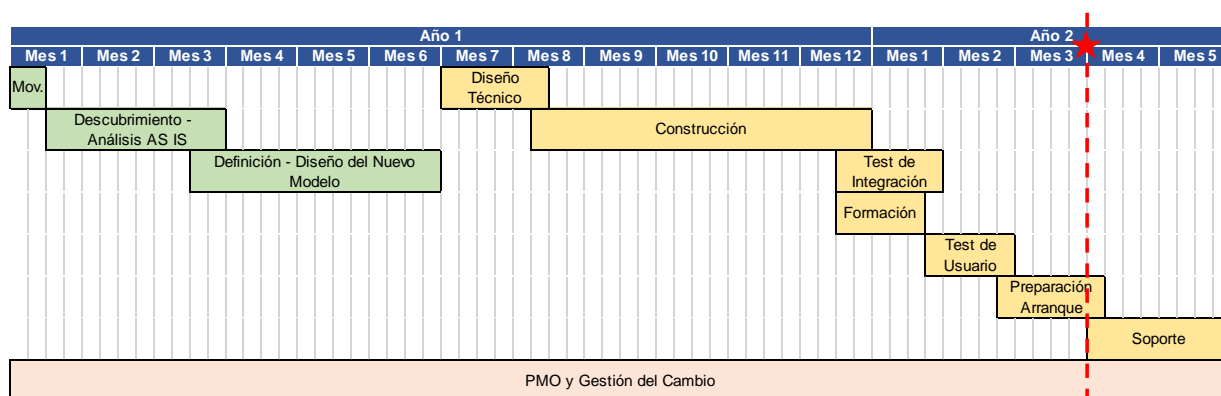 Año 1 Año 2
Mes 1 Mes 2 Mes 3 Mes 4 Mes 5 Mes 6 Mes 7 Mes 8 Mes 9 Mes 10 Mes 11 Mes 12 Mes 1 Mes 2 Mes 3 Mes 4 Mes 5
Mov.
Diseño
Técnico
Descubrimiento -
Análisis AS IS
Construcción
Definición - Diseño del Nuevo
Modelo
Test de
Integración
Formación
Test de
Usuario
Preparación
Arranque
Soporte
PMO y Gestión del Cambio